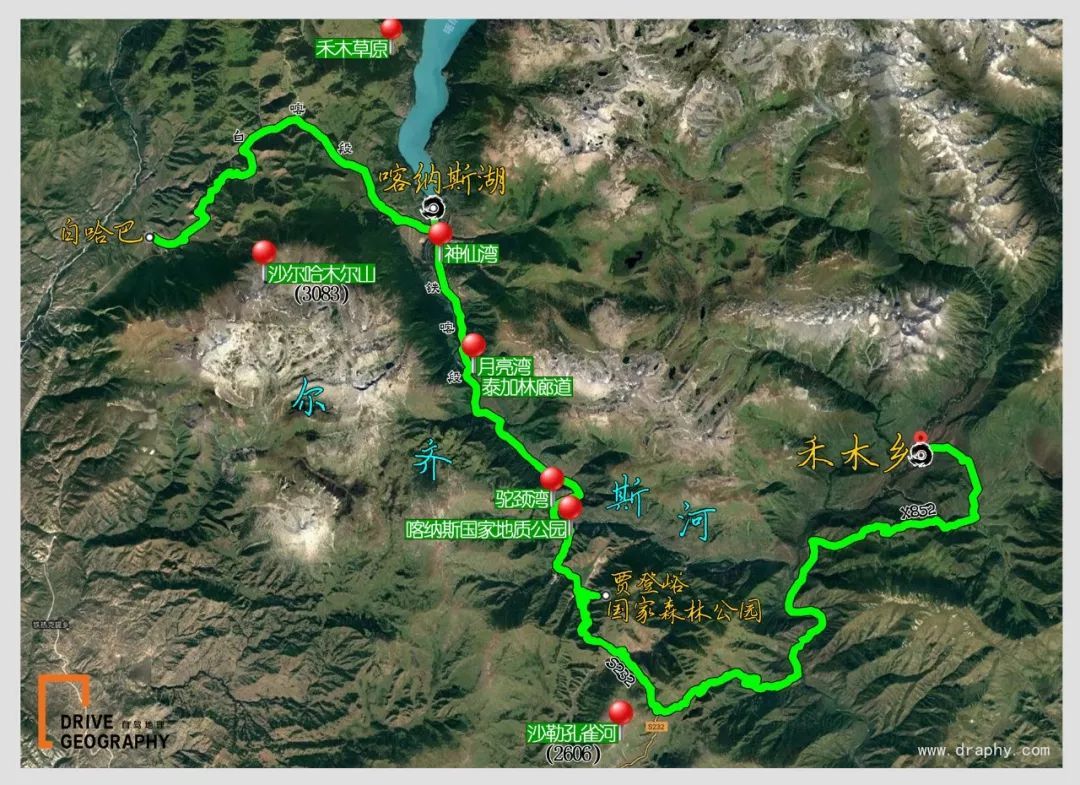 禾木草原
喀
白
段
喀纳斯湖
白哈巴
神仙湾
沙尔哈木尔山
(3083)
铁
喀
段
月亮湾
泰加林廊道
尔
齐
斯
河
禾木乡
驼颈湾
X852
喀纳斯国家地质公园
贾登峪
国家森林公园
S232
沙勒孔雀河
(2606)
S232
DRIVE 自驾地理
GEOGRAPHY
www.draphy.com